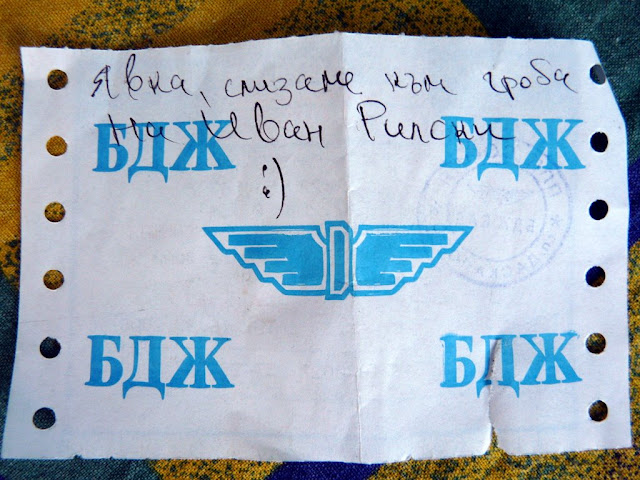 Явка, слизаме към гроба
на Иван Рилски
:)
БДЖ БДЖ
БДЖ БДЖ